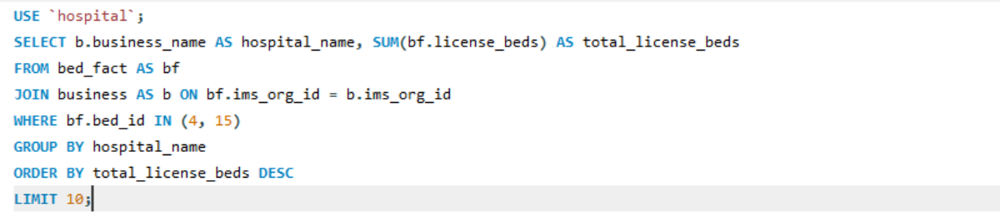 USE `hospital`;
SELECT b.business_name AS hospital_name, SUM(bf.license_beds) AS total_license_beds
FROM bed_fact AS bf
JOIN business AS b ON bf.ims_org_id = b.ims_org_id
WHERE bf.bed_id IN (4, 15)
GROUP BY hospital_name
ORDER BY total_license_beds DESC
LIMIT 10;